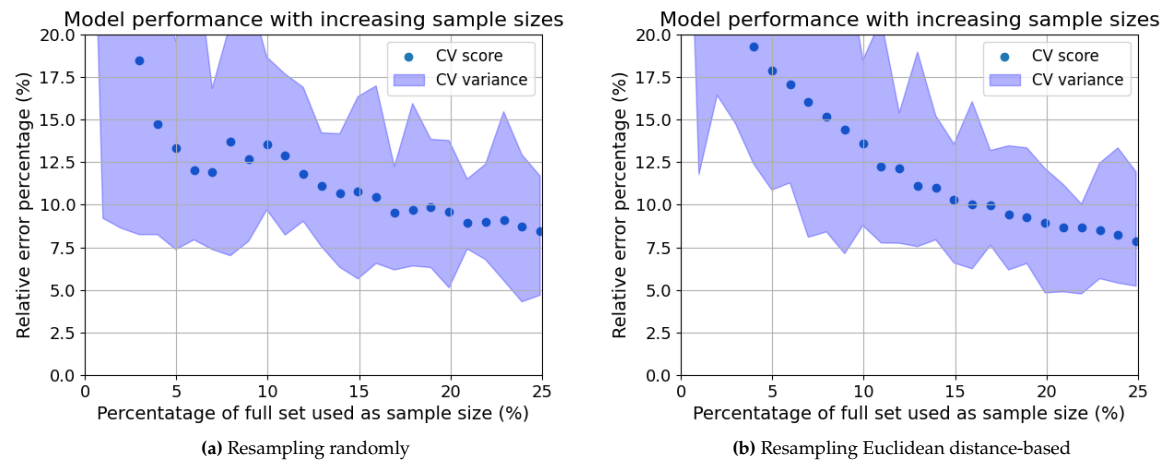 Model performance with increasing sample sizes
20.0
17.5
15.0
12.5
10.0
7.5
5.0
2.5
0.0
Relative error percentage (%)
CV score
CV variance
0 5 10 15 20 25
Percentatage of full set used as sample size (%)
(a) Resampling randomly
Model performance with increasing sample sizes
20.0
17.5
15.0
12.5
10.0
7.5
5.0
2.5
0.0
Relative error percentage (%)
CV score
CV variance
0 5 10 15 20 25
Percentatage of full set used as sample size (%)
(b) Resampling Euclidean distance-based